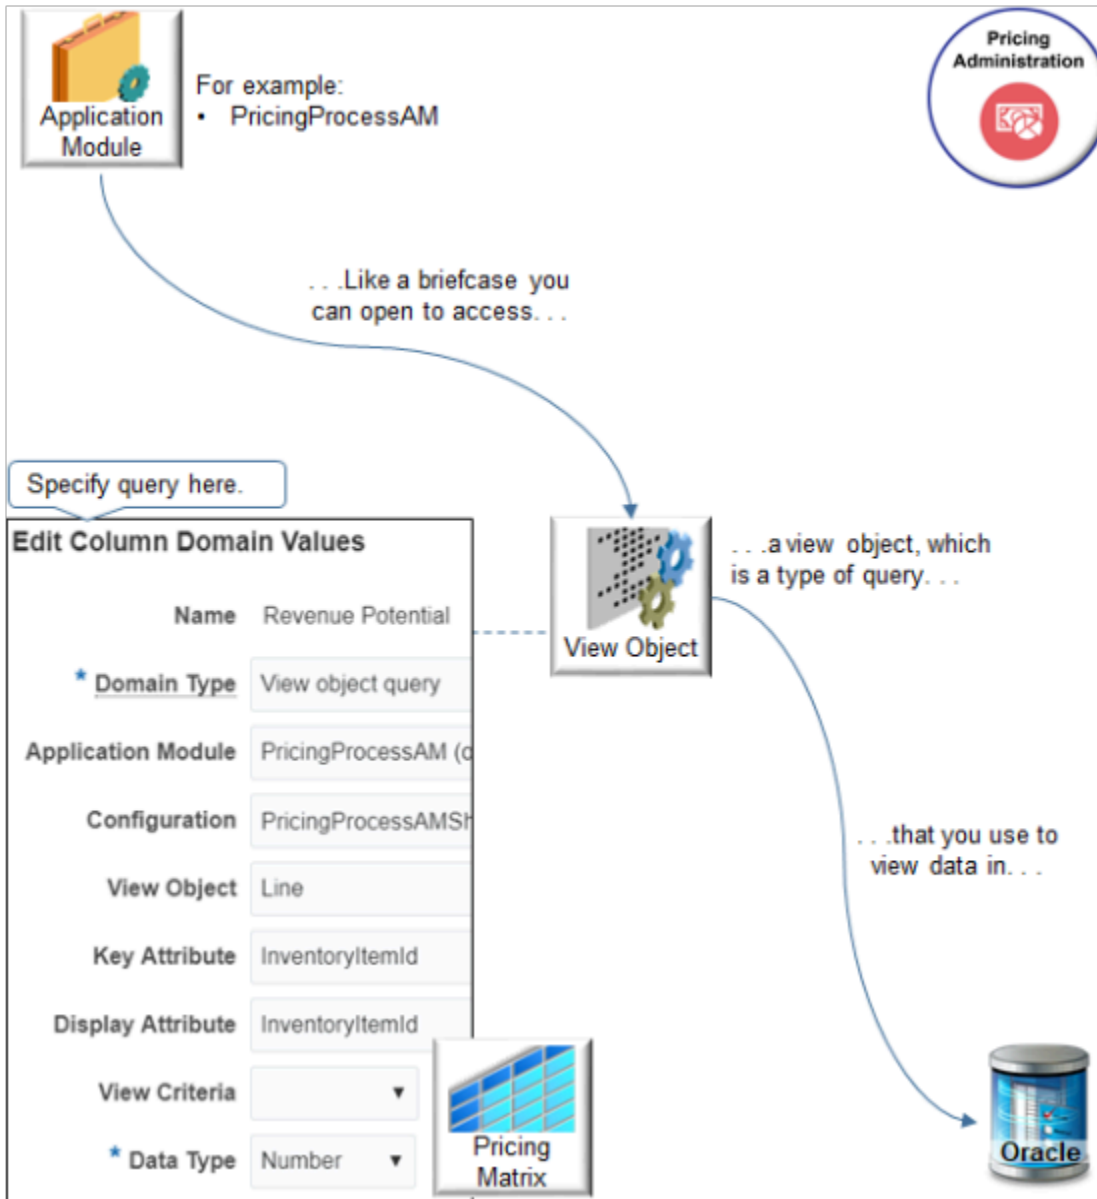 Application
Module
For example:
• PricingProcessAM
Pricing
Administration
. . .Like a briefcase you
can open to access. . .
Specify query here.
Edit Column Domain Values
Name Revenue Potential
* Domain Type View object query
Application Module PricingProcessAM (
Configuration PricingProcessAMSh
View Object Line
Key Attribute InventoryItemId
Display Attribute InventoryItemId
View Criteria
* Data Type Number
View Object
. . .a view object, which
is a type of query. . .
. . .that you use to
view data in. . .
Pricing
Matrix
Oracle